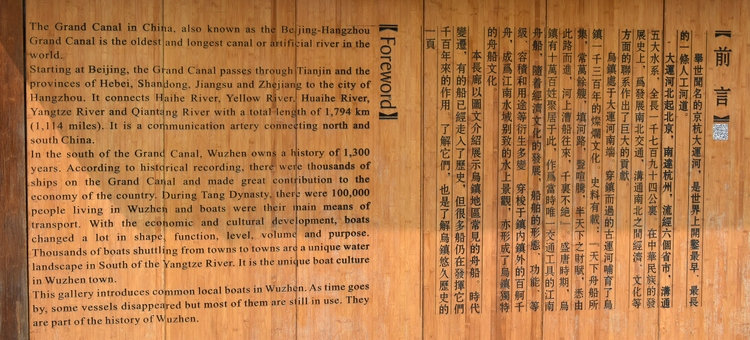 The Grand Canal in China, also known as the Beijing-Hangzhou
Grand Canal is the oldest and longest canal or artificial river in the
world.
Starting at Beijing, the Grand Canal passes through Tianjin and the
provinces of Hebei, Shandong, Jiangsu and Zhejiang to the city of
Hangzhou. It connects Haihe River, Yellow River, Huaihe River,
Yangtze River and Qiantang River with a total length of 1,794 km
(1,114 miles). It is a communication artery connecting north and
south China.
In the south of the Grand Canal, Wuzhen owns a history of 1,300
years. According to historical recording, there were thousands of
ships on the Grand Canal and made great contribution to the
economy of the country. During Tang Dynasty, there were 100,000
people living in Wuzhen and boats were their main means of
transport. With the economic and cultural development, boats
changed a lot in shape, function, level, volume and purpose.
Thousands of boats shuttling from towns to towns are a unique water
landscape in South of the Yangtze River. It is the unique boat culture
in Wuzhen town.
This gallery introduces common local boats in Wuzhen. As time goes
by, some vessels disappeared but most of them are still in use. They
are part of the history of Wuzhen.
【Foreword】
【前言】
舉世聞名的京杭大運河，是世界上開鑿最早、最長
的一條人工河道。
大運河北起北京，南達杭州，流經六個省市，溝通
五大水系，全長一千七百九十四公裏，在中華民族的發
展史上，爲發展南北交通，溝通南北之間經濟、文化等
方面的聯系作出了巨大的貢獻。
烏鎮處于大運河南端，穿鎮而過的古運河哺育了烏
鎮一千三百年的燦爛文化，史料有載：「天下舟船所
集，常萬餘艘，填河路，聲喧鬧，半天下之財賦，悉由
此路而進，河上漕船往來，千裏不絕」，盛唐時期，烏
鎮有十萬百姓聚居于此，作爲當時唯一交通工具的江南
舟船，隨着經濟文化的發展，船舶的形態、功能、等
級、容積和用途等衍生多變，穿梭于鎮内鎮外的百舸千
舟，成爲江南水域别致的水上景觀，亦形成了烏鎮獨特
的舟船文化。
本長廊以圖文介紹展示烏鎮地區常見的舟船，時代
變遷，有的船已經走入了歷史，但很多船仍在發揮它們
千百年來的作用，了解它們，也是了解烏鎮悠久歷史的
一頁。